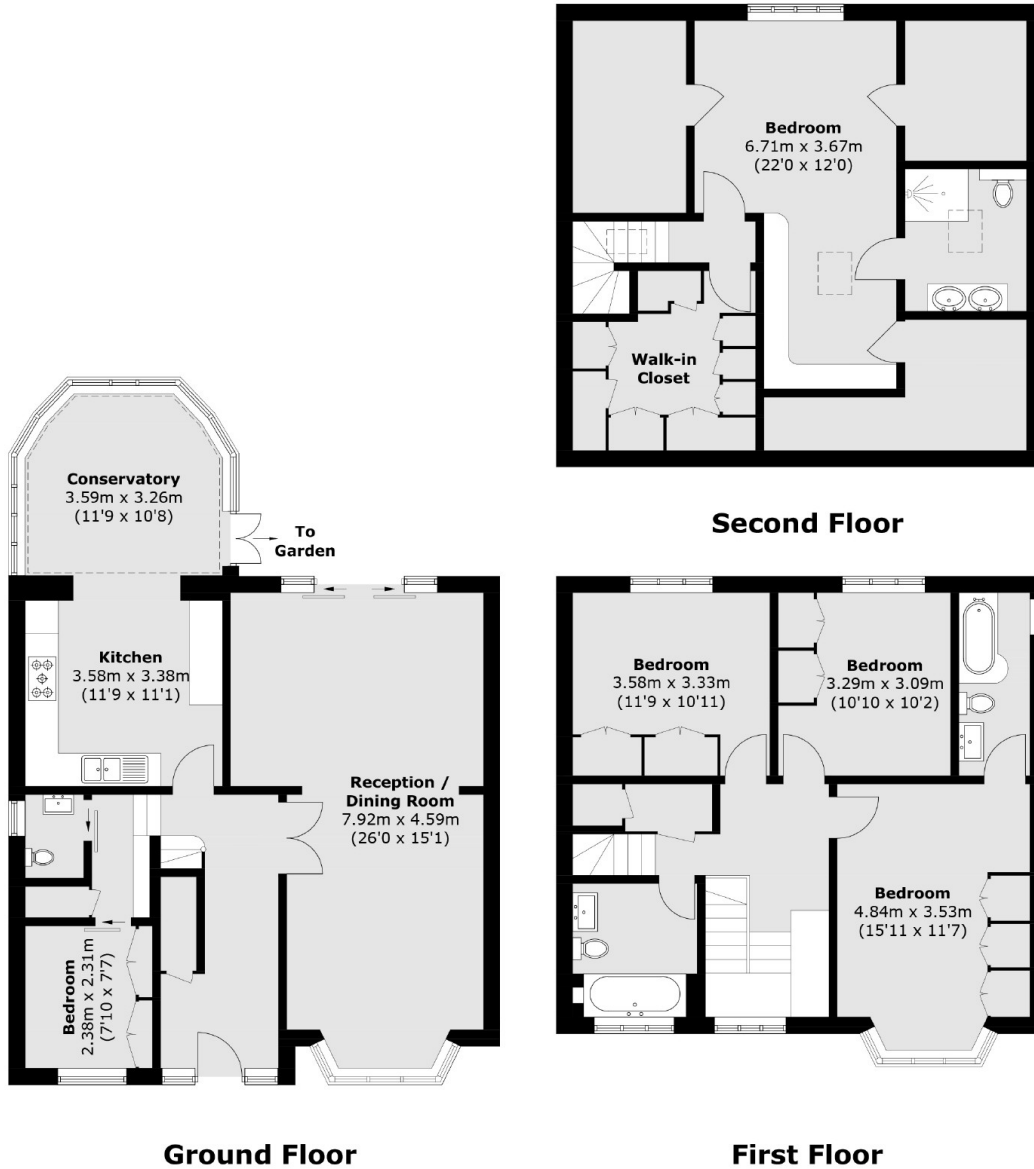 Bedroom
6.71m x 3.67m
(22'0 x 12'0)
Walk-in
Closet
Second Floor
Conservatory
3.59m x 3.26m
(11'9 x 10'8)
To
Garden
Kitchen
3.58m x 3.38m
(11'9 x 11'1)
Reception /
Dining Room
7.92m x 4.59m
(26'0 x 15'1)
Bedroom
2.38m x 2.31m
(7'10 x 7'7)
Ground Floor
Bedroom
3.58m x 3.33m
(11'9 x 10'11)
Bedroom
3.29m x 3.09m
(10'10 x 10'2)
Bedroom
4.84m x 3.53m
(15'11 x 11'7)
First Floor